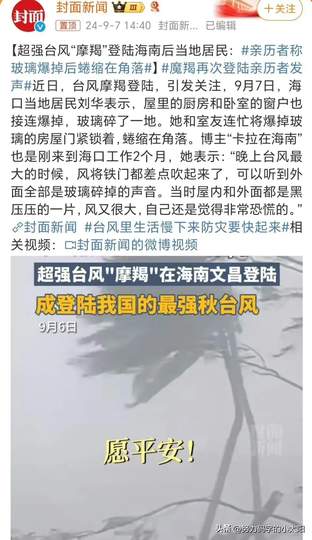 封面
封面新闻
置顶 24-9-7 14:40 已编辑
+关注
【超强台风“摩羯”登陆海南后当地居民:#亲历者称
玻璃爆掉后蜷缩在角落#】#魔羯再次登陆亲历者发
声#近日,台风摩羯登陆,引发关注,9月7日,海
口当地居民刘华表示,屋里的厨房和卧室的窗户也
接连爆掉,玻璃碎了一地。她和室友连忙将爆掉玻
璃的房屋门紧锁着,蜷缩在角落。博主“卡拉在海南”
也是刚来到海口工作2个月,她表示:“晚上台风最
大的时候,风将铁门都差点吹起来了,可以听到外
面全部是玻璃碎掉的声音。当时屋内和外面都是黑
压压的一片,风又很大,自己还是觉得非常恐慌的。”
封面新闻 #台风里生活慢下来防灾要快起来#
相关视频:封面新闻的微博视频
超强台风"摩羯"在海南文昌登陆
成登陆我国的最强秋台风
9月6日
封面
新闻
愿平安!
头条@努力码字的小太阳